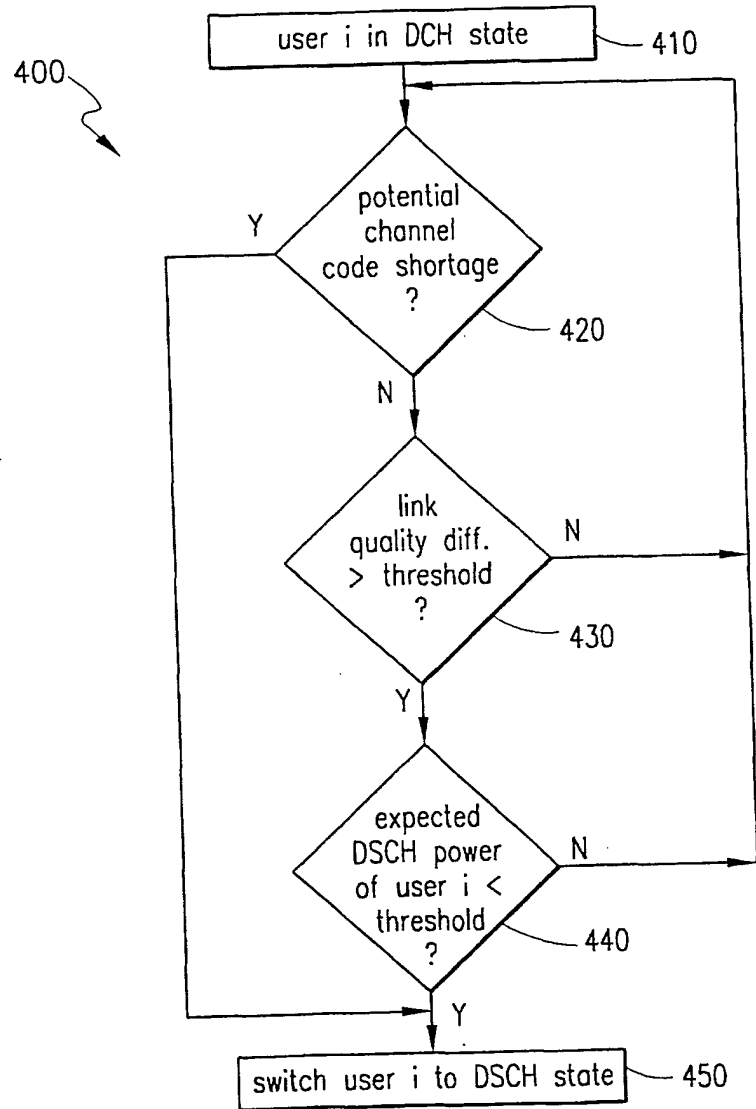 user i in DCH state
410
400
potential
channel
code shortage
?
Y
420
N
link
quality diff.
> threshold
?
N
430
Y
expected
DSCH power
of user i <
threshold
?
N
440
Y
switch user i to DSCH state
450